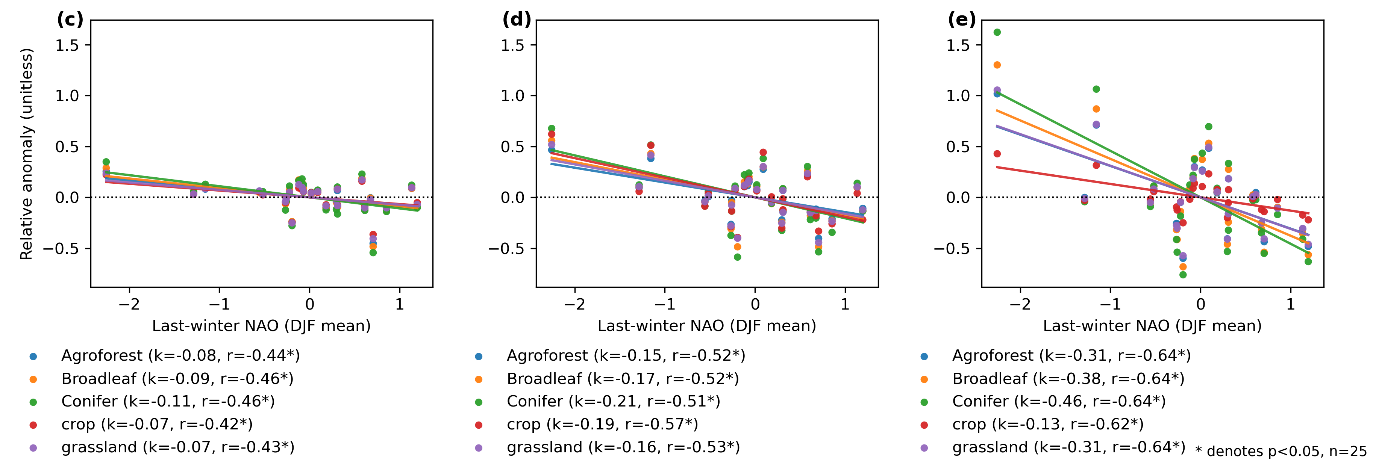 (c)
1.5
1.0
0.5
0.0
−0.5
Relative anomaly (unitless)
−2 −1 0 1
Last-winter NAO (DJF mean)
Agroforest (k=-0.08, r=-0.44*)
Broadleaf (k=-0.09, r=-0.46*)
Conifer (k=-0.11, r=-0.46*)
crop (k=-0.07, r=-0.42*)
grassland (k=-0.07, r=-0.43*)
(d)
1.5
1.0
0.5
0.0
−0.5
−2 −1 0 1
Last-winter NAO (DJF mean)
Agroforest (k=-0.15, r=-0.52*)
Broadleaf (k=-0.17, r=-0.52*)
Conifer (k=-0.21, r=-0.51*)
crop (k=-0.19, r=-0.57*)
grassland (k=-0.16, r=-0.53*)
(e)
1.5
1.0
0.5
0.0
−0.5
−2 −1 0 1
Last-winter NAO (DJF mean)
Agroforest (k=-0.31, r=-0.64*)
Broadleaf (k=-0.38, r=-0.64*)
Conifer (k=-0.46, r=-0.64*)
crop (k=-0.13, r=-0.62*)
grassland (k=-0.31, r=-0.64*)
* denotes p<0.05, n=25